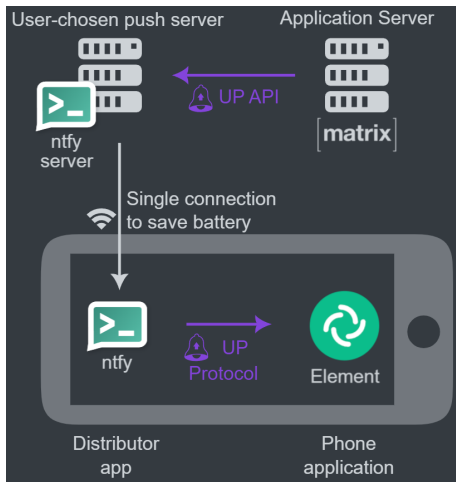 User-chosen push server
Application Server
UP API
>_
ntfy
server
[matrix]
Single connection
to save battery
>_
ntfy
UP
Protocol
Element
Distributor
app
Phone
application